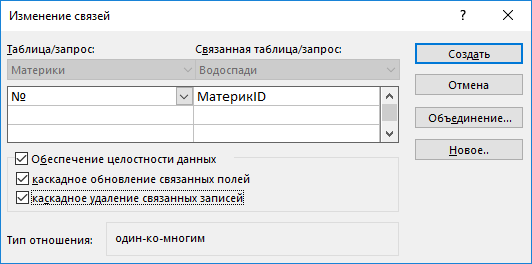 Изменение связей
? ×
Таблица/запрос: Связанная таблица/запрос:
Материки Водоспади
№ МатерикID
Создать
Отмена
Объединение...
Новое..
Обеспечение целостности данных
каскадное обновление связанных полей
каскадное удаление связанных записей
Тип отношения: один-ко-многим